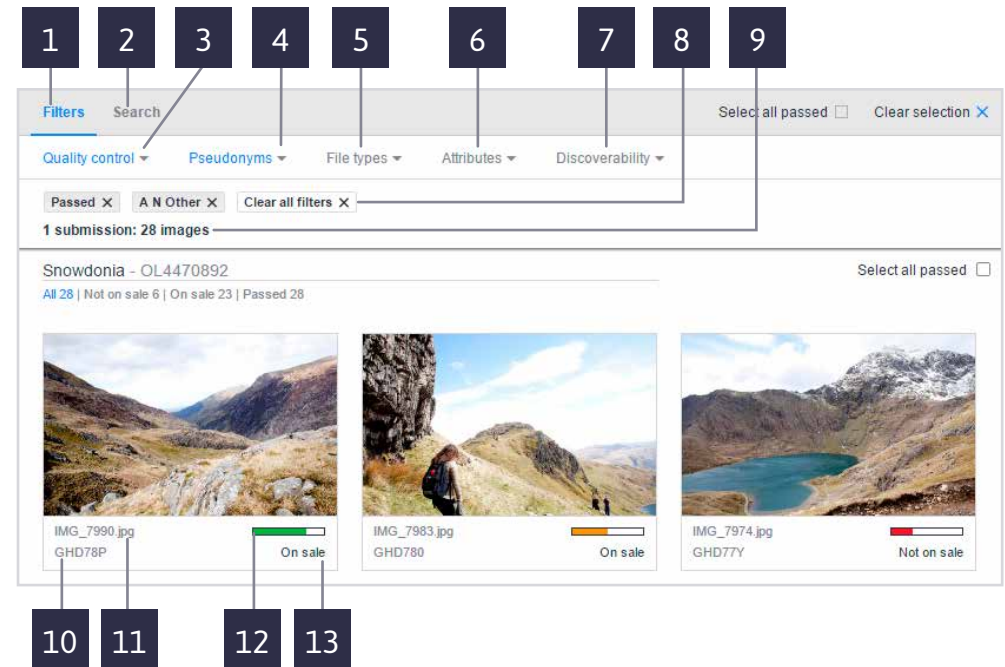 1 2 3 4 5 6 7 8 9
Filters Search Select all passed Clear selection
Quality control Pseudonyms File types Attributes Discoverability
Passed A N Other Clear all filters
1 submission: 28 images
Snowdonia - OL4470892 Select all passed
All 28 | Not on sale 6 | On sale 23 | Passed 28
IMG_7990.jpg IMG_7983.jpg IMG_7974.jpg
GHD78P On sale GHD780 On sale GHD77Y Not on sale
10 11 12 13